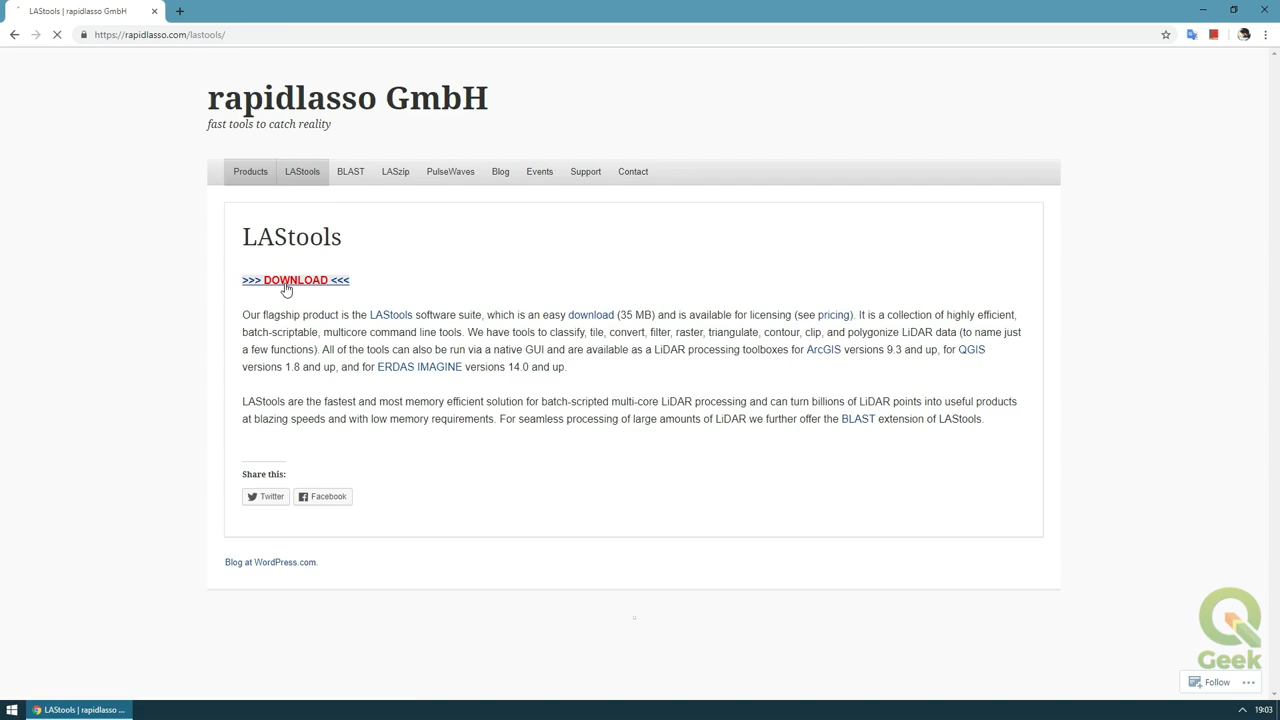 LAStools | rapidlasso GmbH
https://rapidlasso.com/lastools/
rapidlasso GmbH
fast tools to catch reality
Products LAStools BLAST LASzip PulseWaves Blog Events Support Contact
LAStools
>>> DOWNLOAD <<<
Our flagship product is the LAStools software suite, which is an easy download (35 MB) and is available for licensing (see pricing). It is a collection of highly efficient,
batch-scriptable, multicore command line tools. We have tools to classify, tile, convert, filter, raster, triangulate, contour, clip, and polygonize LiDAR data (to name just
a few functions). All of the tools can also be run via a native GUI and are available as a LiDAR processing toolboxes for ArcGIS versions 9.3 and up, for QGIS
versions 1.8 and up, and for ERDAS IMAGINE versions 14.0 and up.
LAStools are the fastest and most memory efficient solution for batch-scripted multi-core LiDAR processing and can turn billions of LiDAR points into useful products
at blazing speeds and with low memory requirements. For seamless processing of large amounts of LiDAR we further offer the BLAST extension of LAStools.
Share this:
Twitter Facebook
Blog at WordPress.com.
Geek
Follow
LAStools | rapidlasso ...
19:03